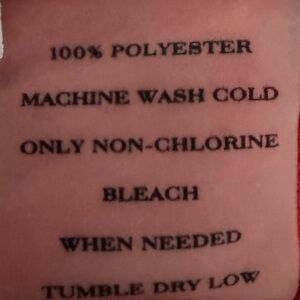 100% POLYESTER
MACHINE WASH COLD
ONLY NON-CHLORINE
BLEACH
WHEN NEEDED
TUMBLE DRY LOW